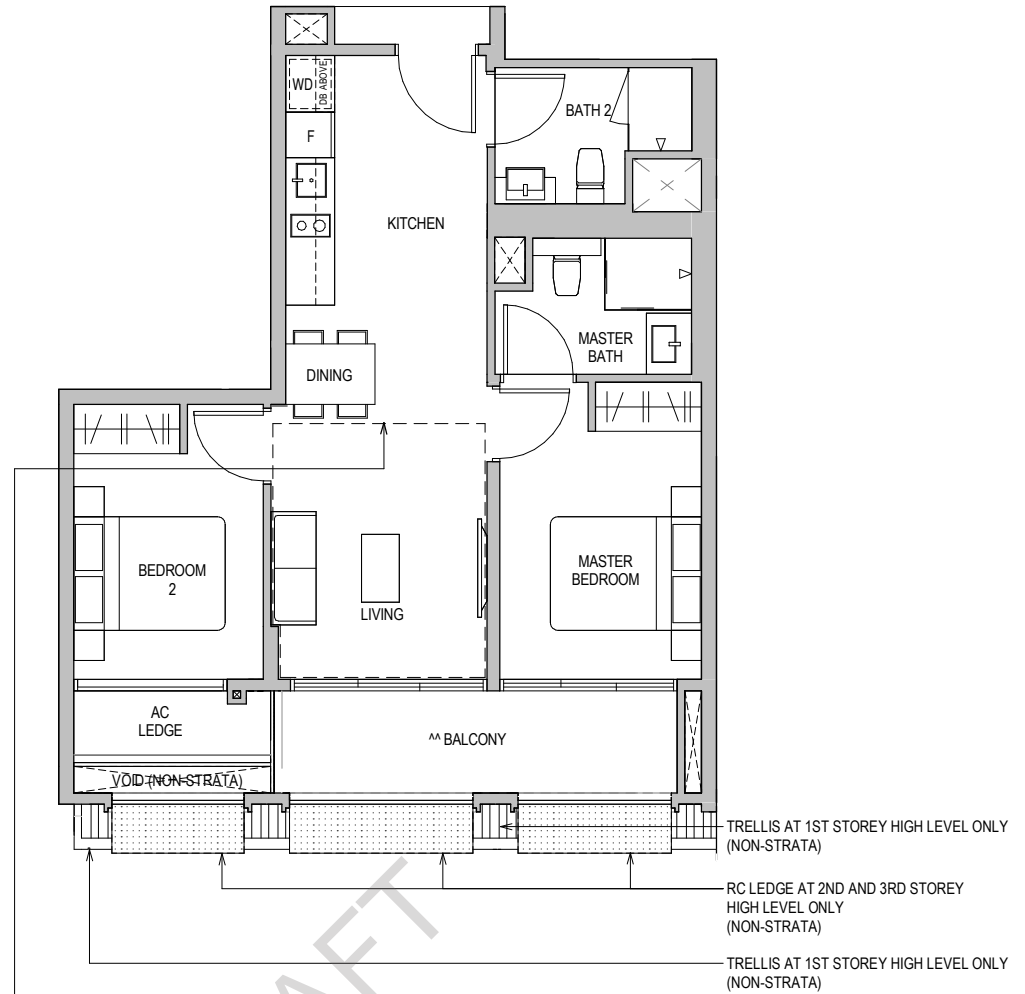 WD
DB ABOVE
F
BATH 2
KITCHEN
MASTER
BATH
DINING
BEDROOM
2
MASTER
BEDROOM
LIVING
AC
LEDGE
^^ BALCONY
VOID (NON-STRATA)
TRELLIS AT 1ST STOREY HIGH LEVEL ONLY
(NON-STRATA)
RC LEDGE AT 2ND AND 3RD STOREY
HIGH LEVEL ONLY
(NON-STRATA)
TRELLIS AT 1ST STOREY HIGH LEVEL ONLY
(NON-STRATA)
AFT